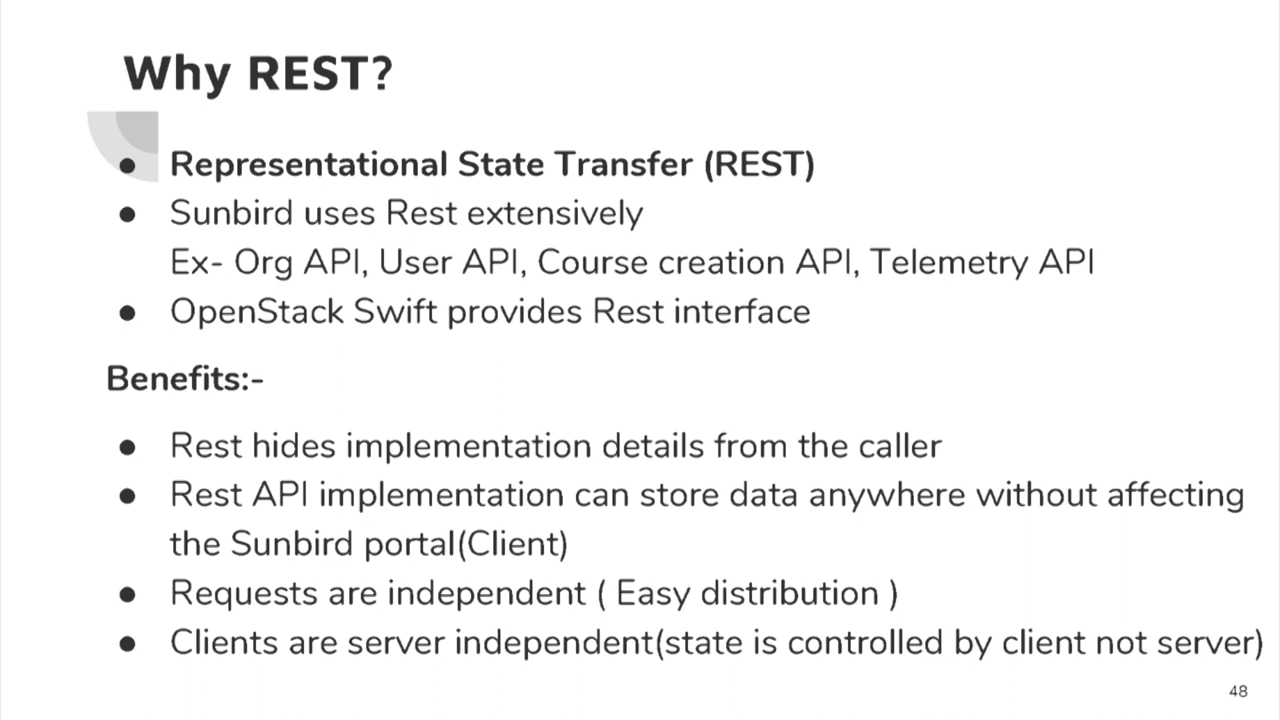 Why REST?
● Representational State Transfer (REST)
● Sunbird uses Rest extensively
Ex- Org API, User API, Course creation API, Telemetry API
● OpenStack Swift provides Rest interface
Benefits:-
● Rest hides implementation details from the caller
● Rest API implementation can store data anywhere without affecting
the Sunbird portal(Client)
● Requests are independent ( Easy distribution )
● Clients are server independent(state is controlled by client not server)
48